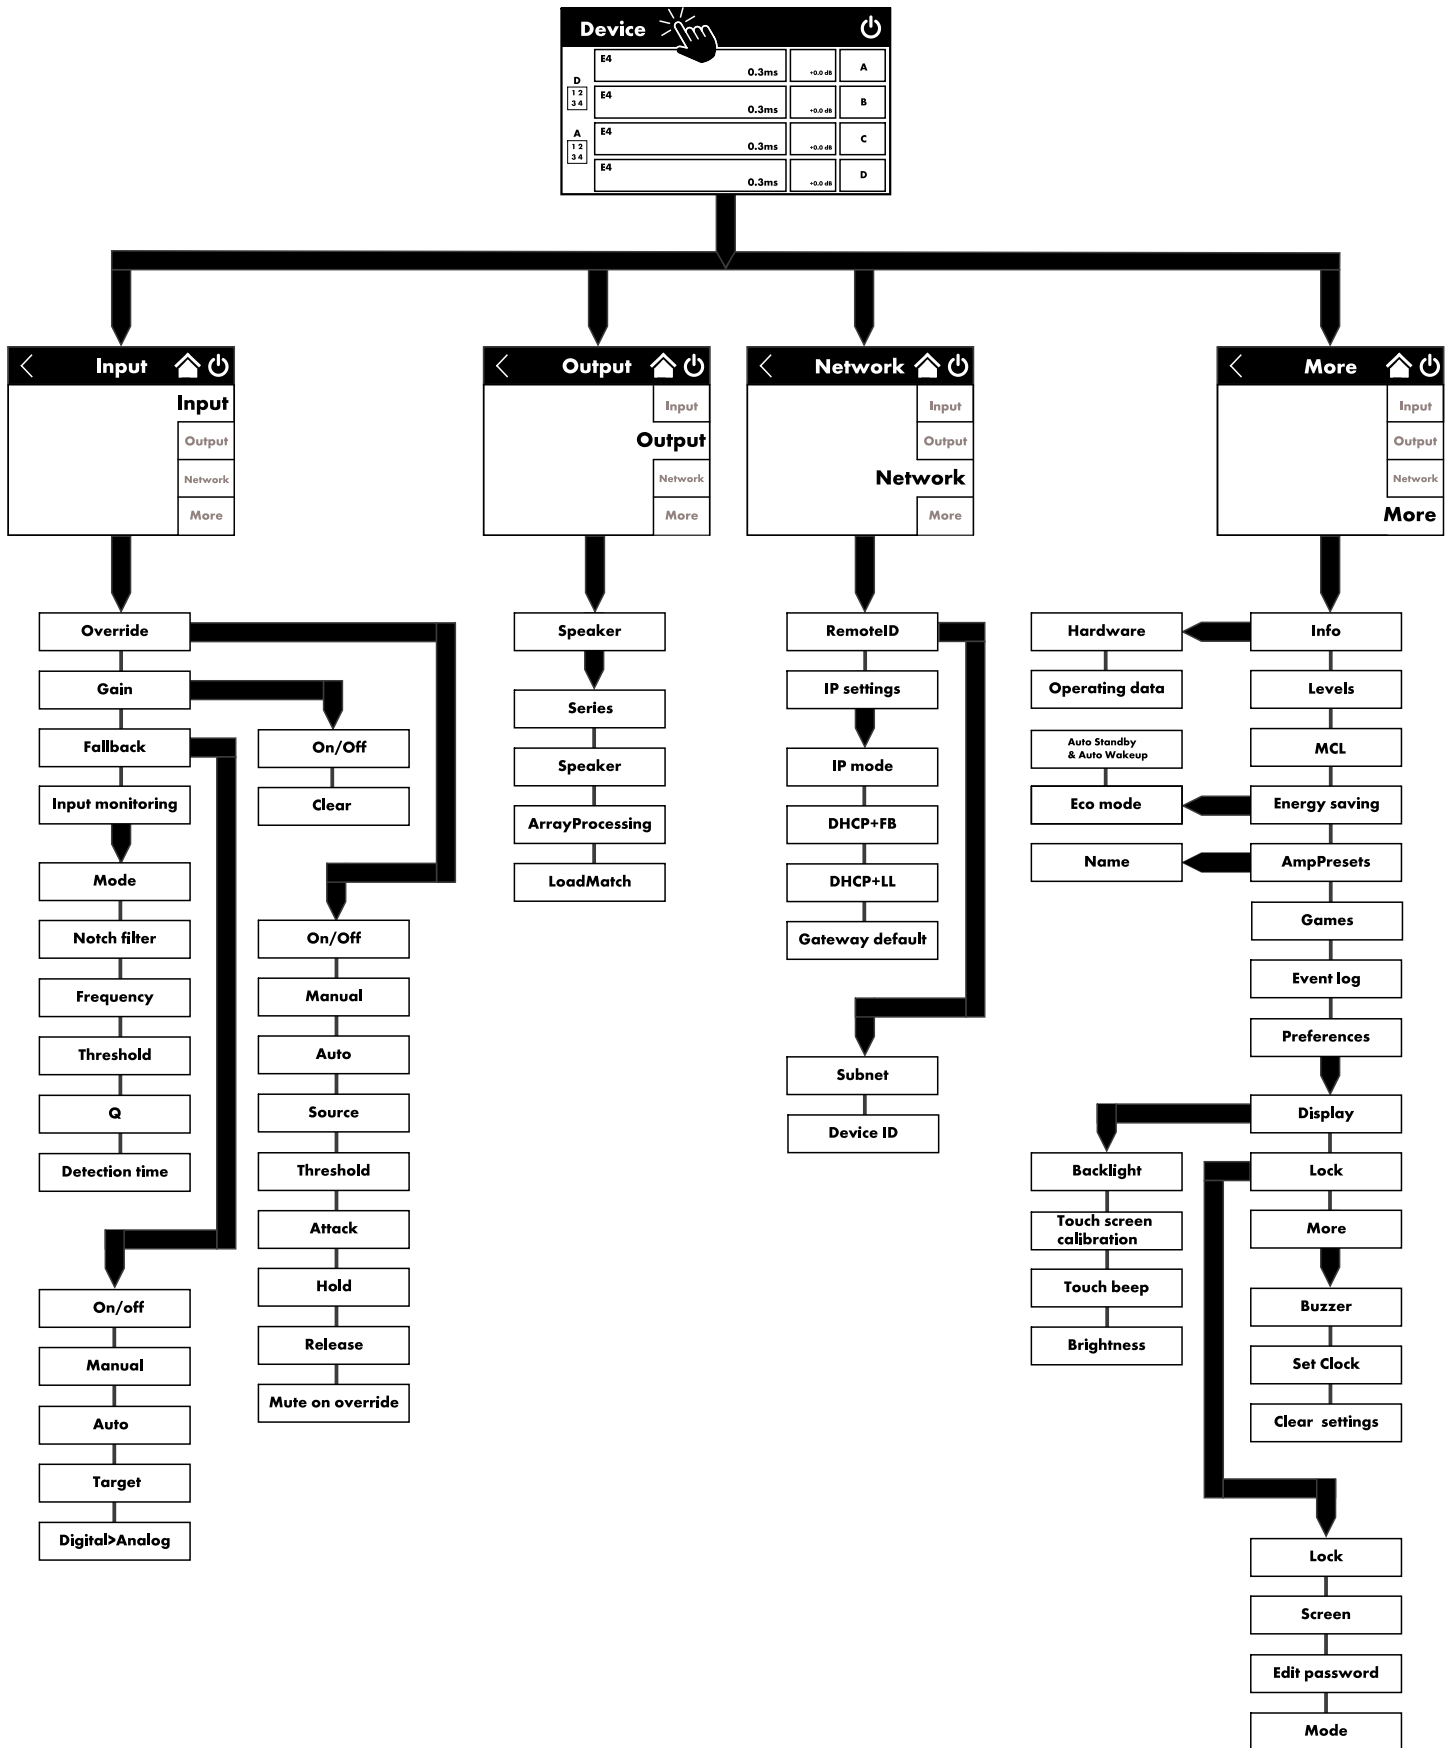 Device
E4
0.3ms
+0.0 dB
A
E4
0.3ms
+0.0 dB
B
E4
0.3ms
+0.0 dB
C
E4
0.3ms
+0.0 dB
D
D
1 2
3 4
A
1 2
3 4
Input
Input
Output
Network
More
Output
Input
Output
Network
More
Network
Input
Output
Network
More
More
Input
Output
Network
More
Override
Gain
Fallback
Input monitoring
Mode
Notch filter
Frequency
Threshold
Q
Detection time
On/off
Manual
Auto
Target
Digital>Analog
On/Off
Clear
On/Off
Manual
Auto
Source
Threshold
Attack
Hold
Release
Mute on override
Speaker
Series
Speaker
ArrayProcessing
LoadMatch
RemoteID
IP settings
IP mode
DHCP+FB
DHCP+LL
Gateway default
Subnet
Device ID
Hardware
Operating data
Auto Standby
& Auto Wakeup
Eco mode
Name
Info
Levels
MCL
Energy saving
AmpPresets
Games
Event log
Preferences
Display
Lock
More
Buzzer
Set Clock
Clear settings
Backlight
Touch screen
calibration
Touch beep
Brightness
Lock
Screen
Edit password
Mode